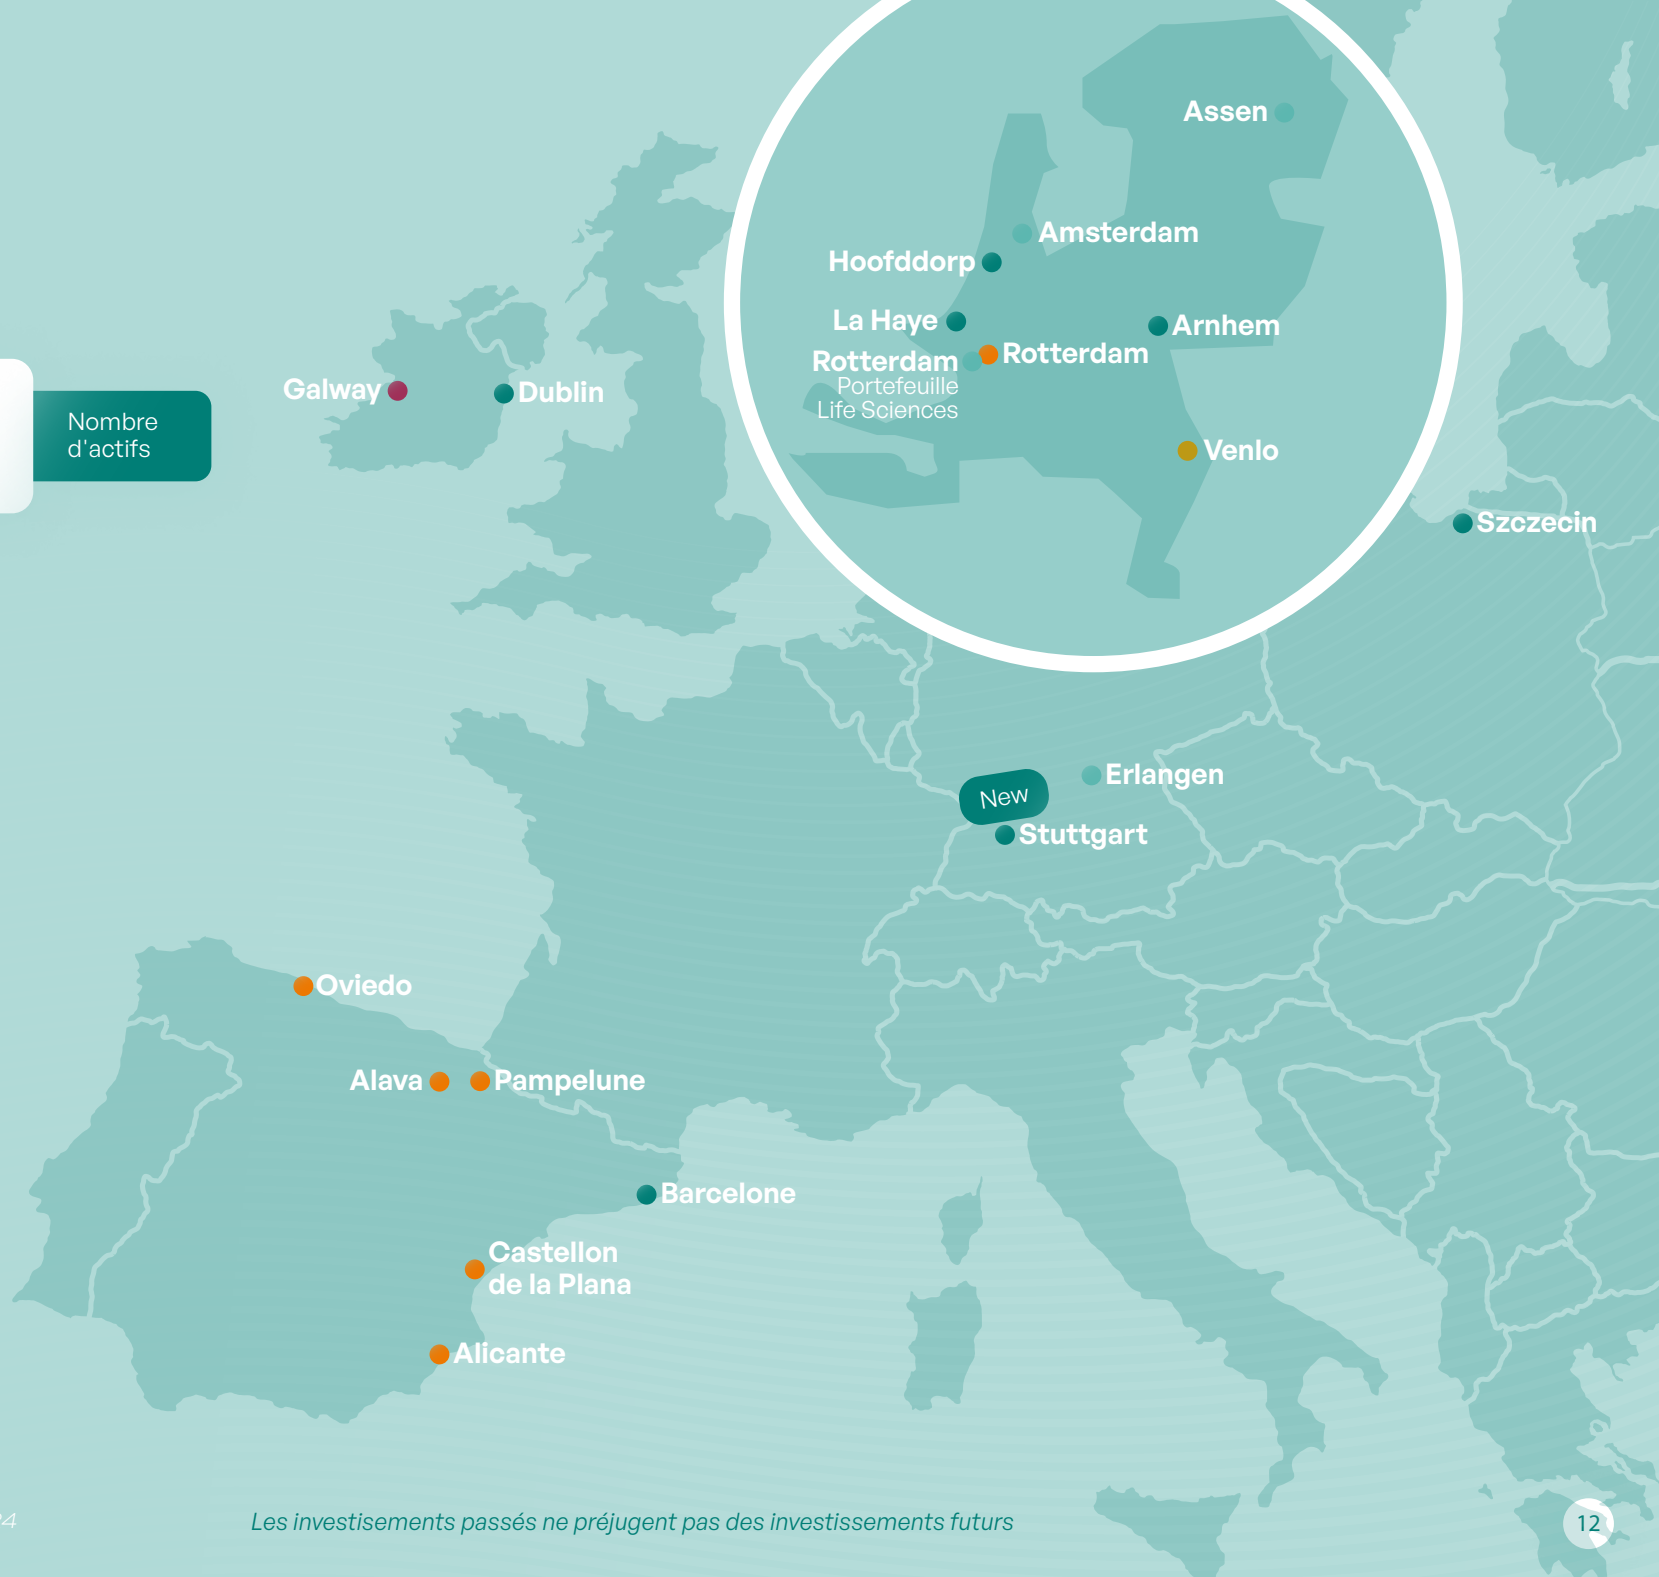 Assen
Amsterdam
Hoofddorp
La Haye
Arnhem
Rotterdam
Rotterdam
Portefeuille
Life Sciences
Venlo
Galway
Dublin
Nombre
d'actifs
Szczecin
Erlangen
New
Stuttgart
Oviedo
Alava
Pampelune
Barcelone
Castellon
de la Plana
Alicante
Les investisements passés ne préjugent pas des investissements futurs
12